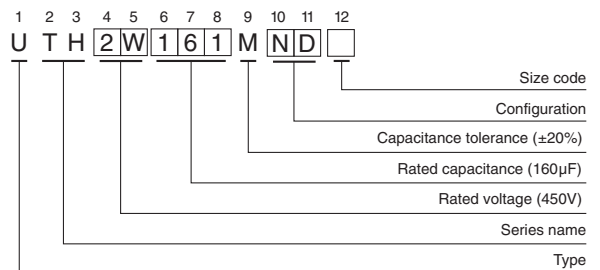 1 2 3 4 5 6 7 8 9 10 11 12
U T H 2 W 1 6 1 M N D
Size code
Configuration
Capacitance tolerance (±20%)
Rated capacitance (160µF)
Rated voltage (450V)
Series name
Type